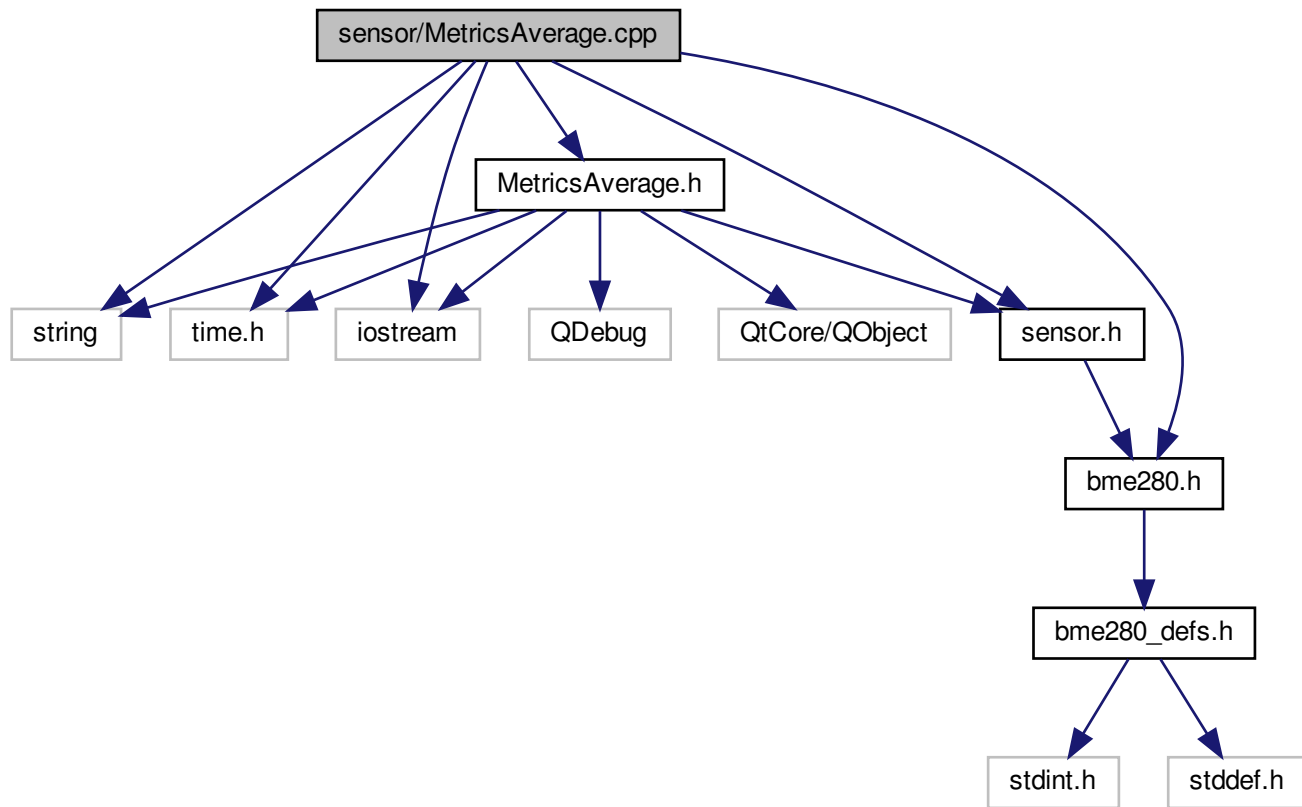 sensor/MetricsAverage.cpp
MetricsAverage.h
string
time.h
iostream
QDebug
QtCore/QObject
sensor.h
bme280.h
bme280_defs.h
stdint.h
stddef.h